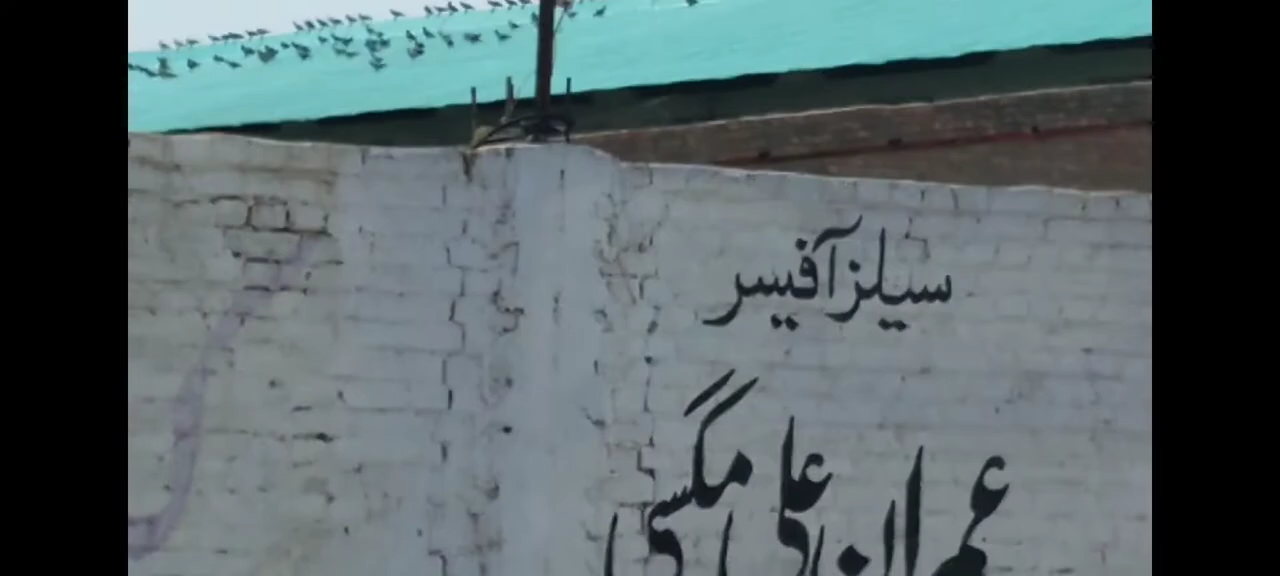 سیلز آفیسر
عمران علی مگسی